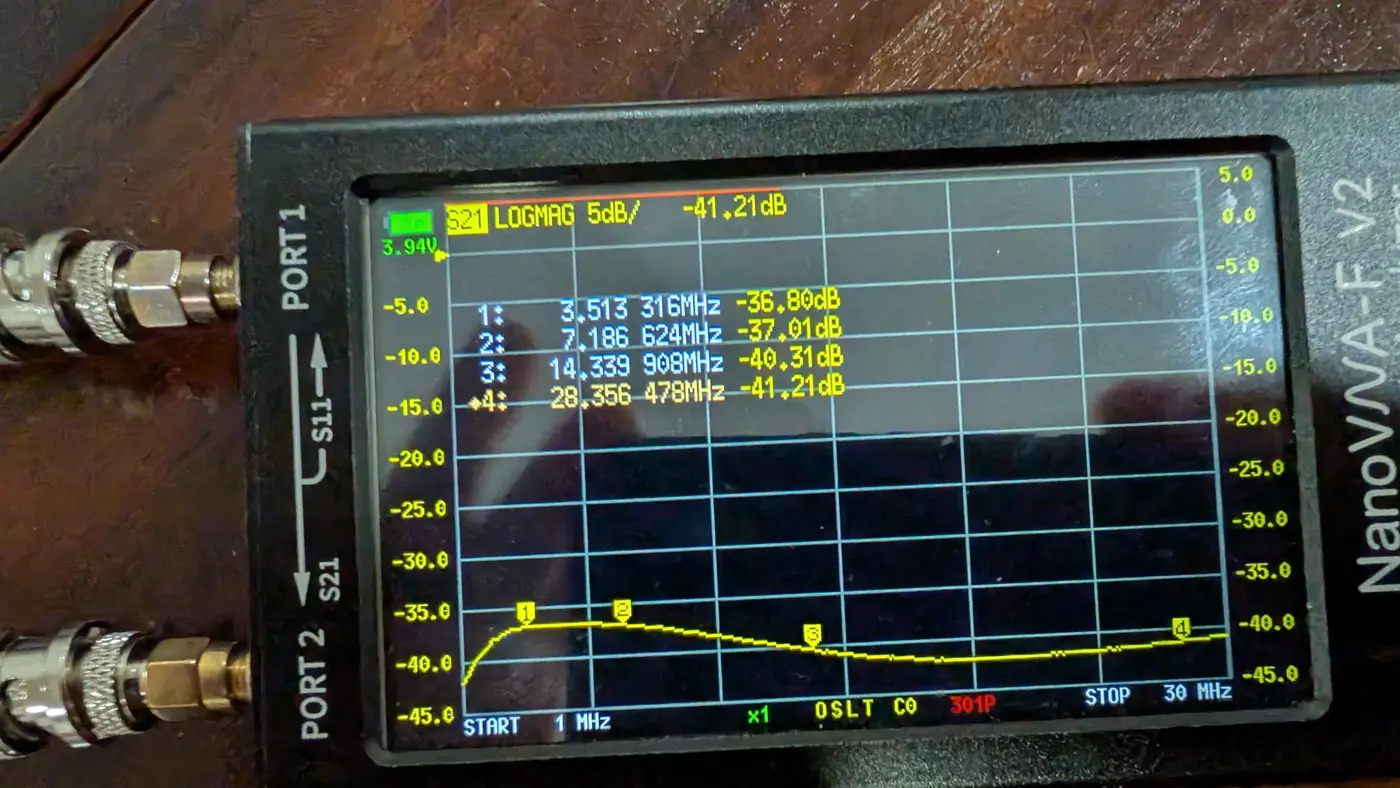 PORT 1
S11
S21
PORT 2
3.94V
S21 LOGMAG 5dB/ -41.21dB
1: 3.513 316MHz -36.80dB
2: 7.186 624MHz -37.01dB
3: 14.339 908MHz -40.31dB
4: 28.356 478MHz -41.21dB
-5.0
-10.0
-15.0
-20.0
-25.0
-30.0
-35.0
-40.0
-45.0
5.0
0.0
-5.0
-10.0
-15.0
-20.0
-25.0
-30.0
-35.0
-40.0
-45.0
1
2
3
4
START 1 MHz x1 OSLT C0 301P STOP 30 MHz
NanoVNA-F V2